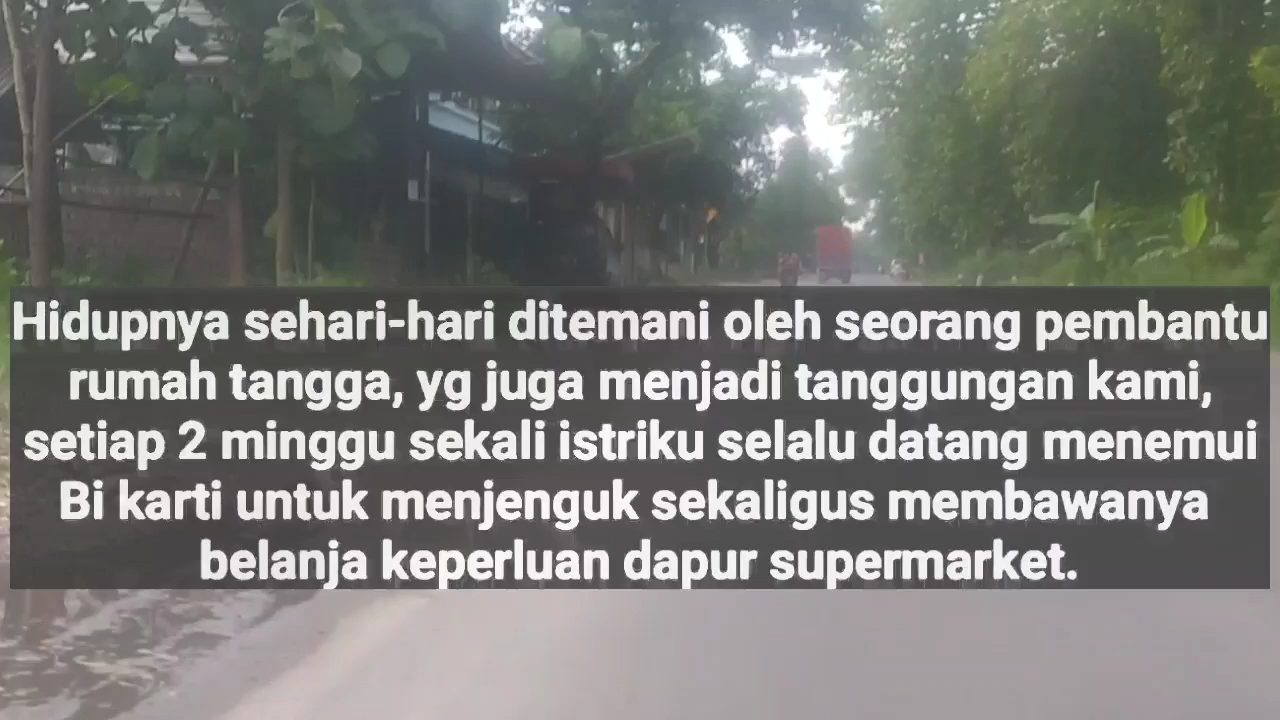 Hidupnya sehari-hari ditemani oleh seorang pembantu
rumah tangga, yg juga menjadi tanggungan kami,
setiap 2 minggu sekali istriku selalu datang menemui
Bi karti untuk menjenguk sekaligus membawanya
belanja keperluan dapur supermarket.